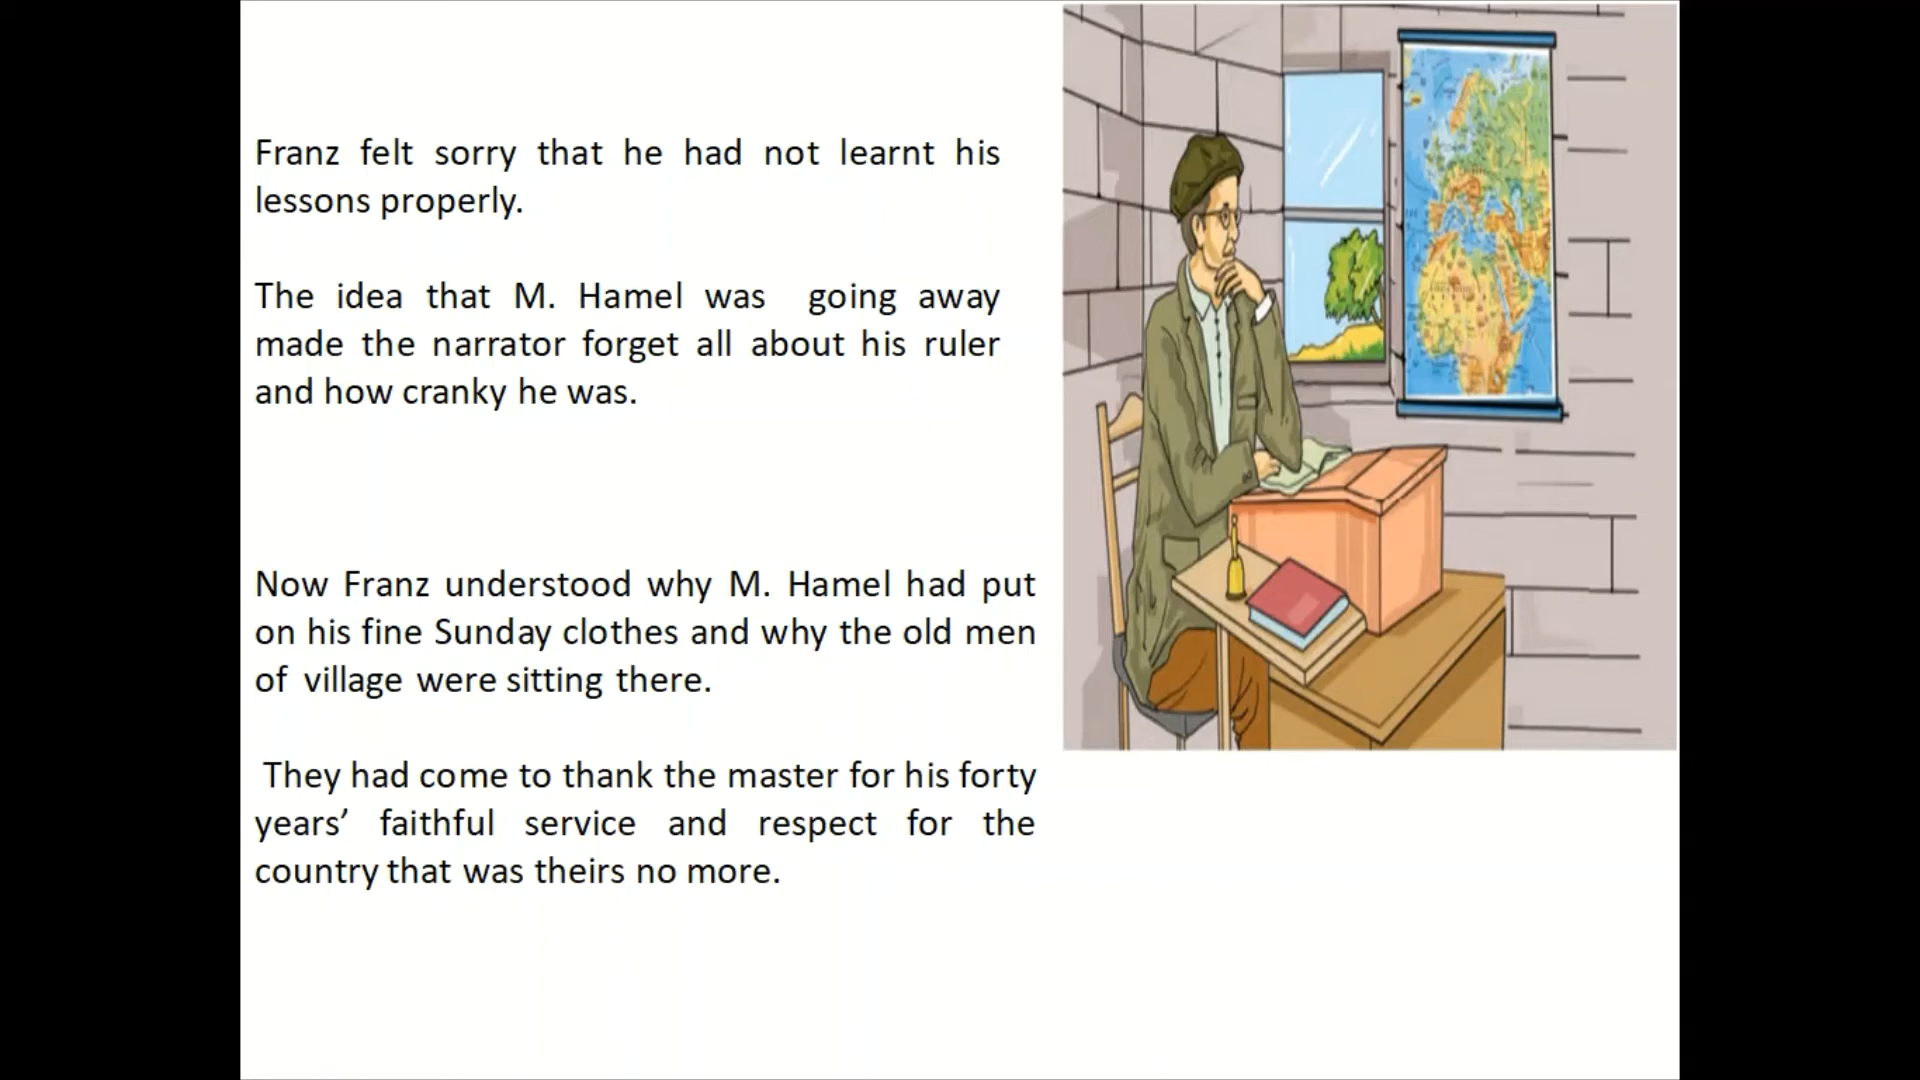 Franz felt sorry that he had not learnt his
lessons properly.
The idea that M. Hamel was going away
made the narrator forget all about his ruler
and how cranky he was.
Now Franz understood why M. Hamel had put
on his fine Sunday clothes and why the old men
of village were sitting there.
They had come to thank the master for his forty
years’ faithful service and respect for the
country that was theirs no more.